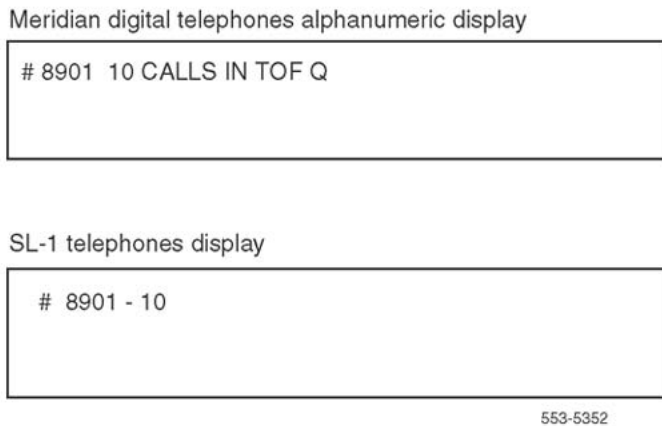 Meridian digital telephones alphanumeric display
# 8901 10 CALLS IN TOF Q
SL-1 telephones display
# 8901 - 10
553-5352